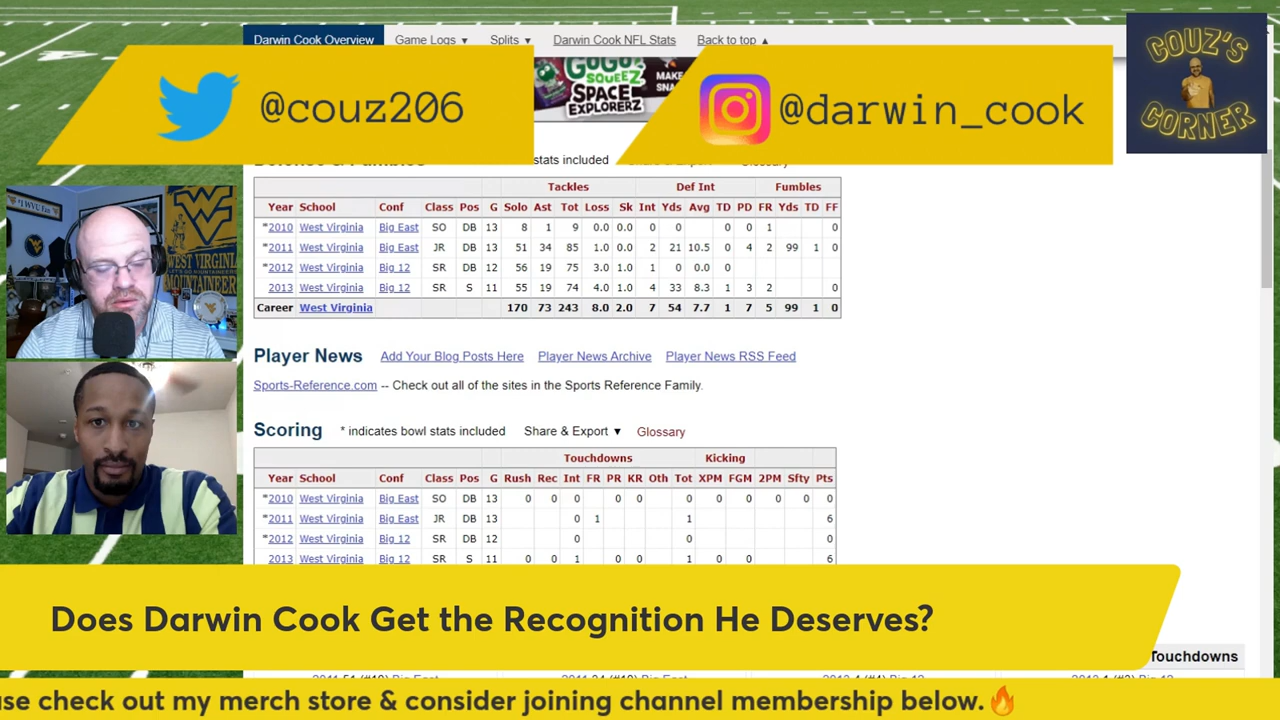 Darwin Cook Overview Game Logs ▼ Splits ▼ Darwin Cook NFL Stats Back to top ▲
COUZ'S
CORNER
GOGO
SQUEEZ
SPACE
EXPLORERZ
MAKE
@couz206
@darwin_cook
stats included
Glossary
Tackles Def Int Fumbles
Year School Conf Class Pos G Solo Ast Tot Loss Sk Int Yds Avg TD PD FR Yds TD FF
*2010 West Virginia Big East SO DB 13 8 1 9 0.0 0.0 0 0 0 0 1 0
*2011 West Virginia Big East JR DB 13 51 34 85 1.0 0.0 2 21 10.5 0 4 2 99 1 0
*2012 West Virginia Big 12 SR DB 12 56 19 75 3.0 1.0 1 0 0.0 0
2013 West Virginia Big 12 SR S 11 55 19 74 4.0 1.0 4 33 8.3 1 3 2 0
Career West Virginia 170 73 243 8.0 2.0 7 54 7.7 1 7 5 99 1 0
Player News Add Your Blog Posts Here Player News Archive Player News RSS Feed
Sports-Reference.com -- Check out all of the sites in the Sports Reference Family.
Scoring * indicates bowl stats included Share & Export ▼ Glossary
Touchdowns Kicking
Year School Conf Class Pos G Rush Rec Int FR PR KR Oth Tot XPM FGM 2PM Sfty Pts
*2010 West Virginia Big East SO DB 13 0 0 0 0 0 0 0 0 0 0 0
*2011 West Virginia Big East JR DB 13 0 1 1 6
*2012 West Virginia Big 12 SR DB 12 0 0 0
2013 West Virginia Big 12 SR S 11 0 0 1 0 0 1 0 0 6
WEST VIRGINIA
MOUNTAINEER
Does Darwin Cook Get the Recognition He Deserves?
Touchdowns
se check out my merch store & consider joining channel membership below.🔥